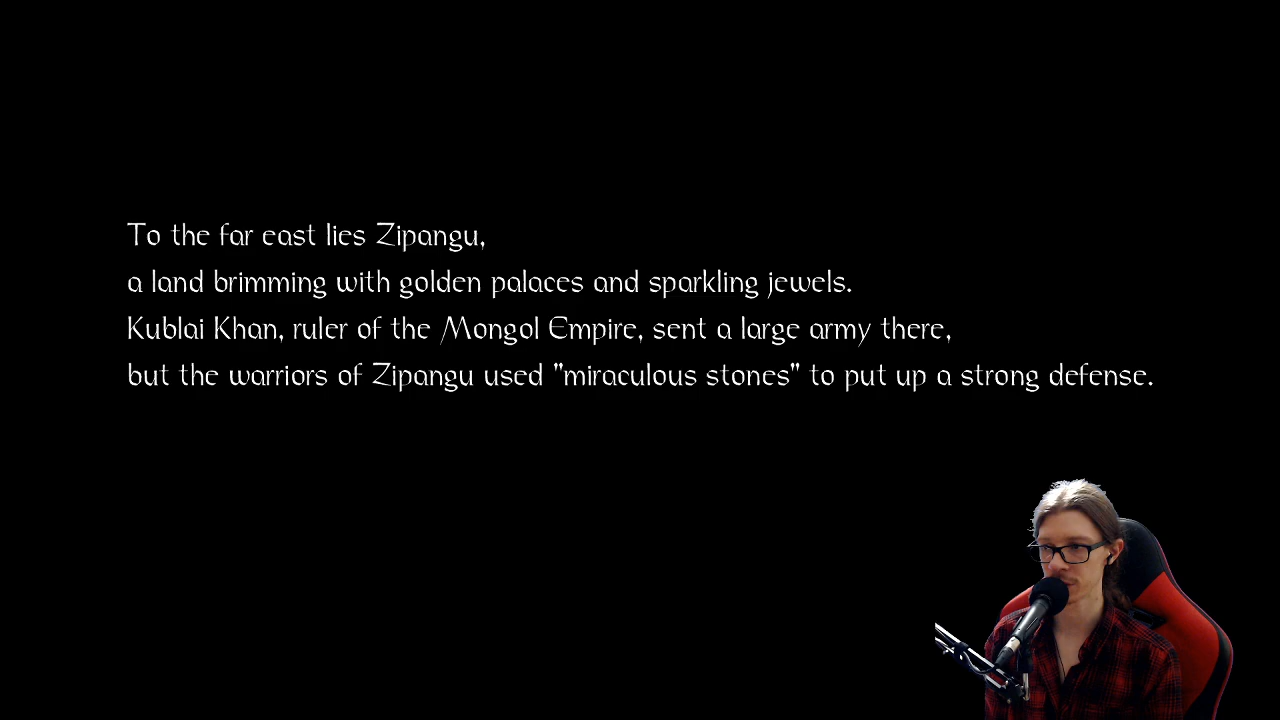 To the far east lies Zipangu,
a land brimming with golden palaces and sparkling jewels.
Kublai Khan, ruler of the Mongol Empire, sent a large army there,
but the warriors of Zipangu used "miraculous stones" to put up a strong defense.